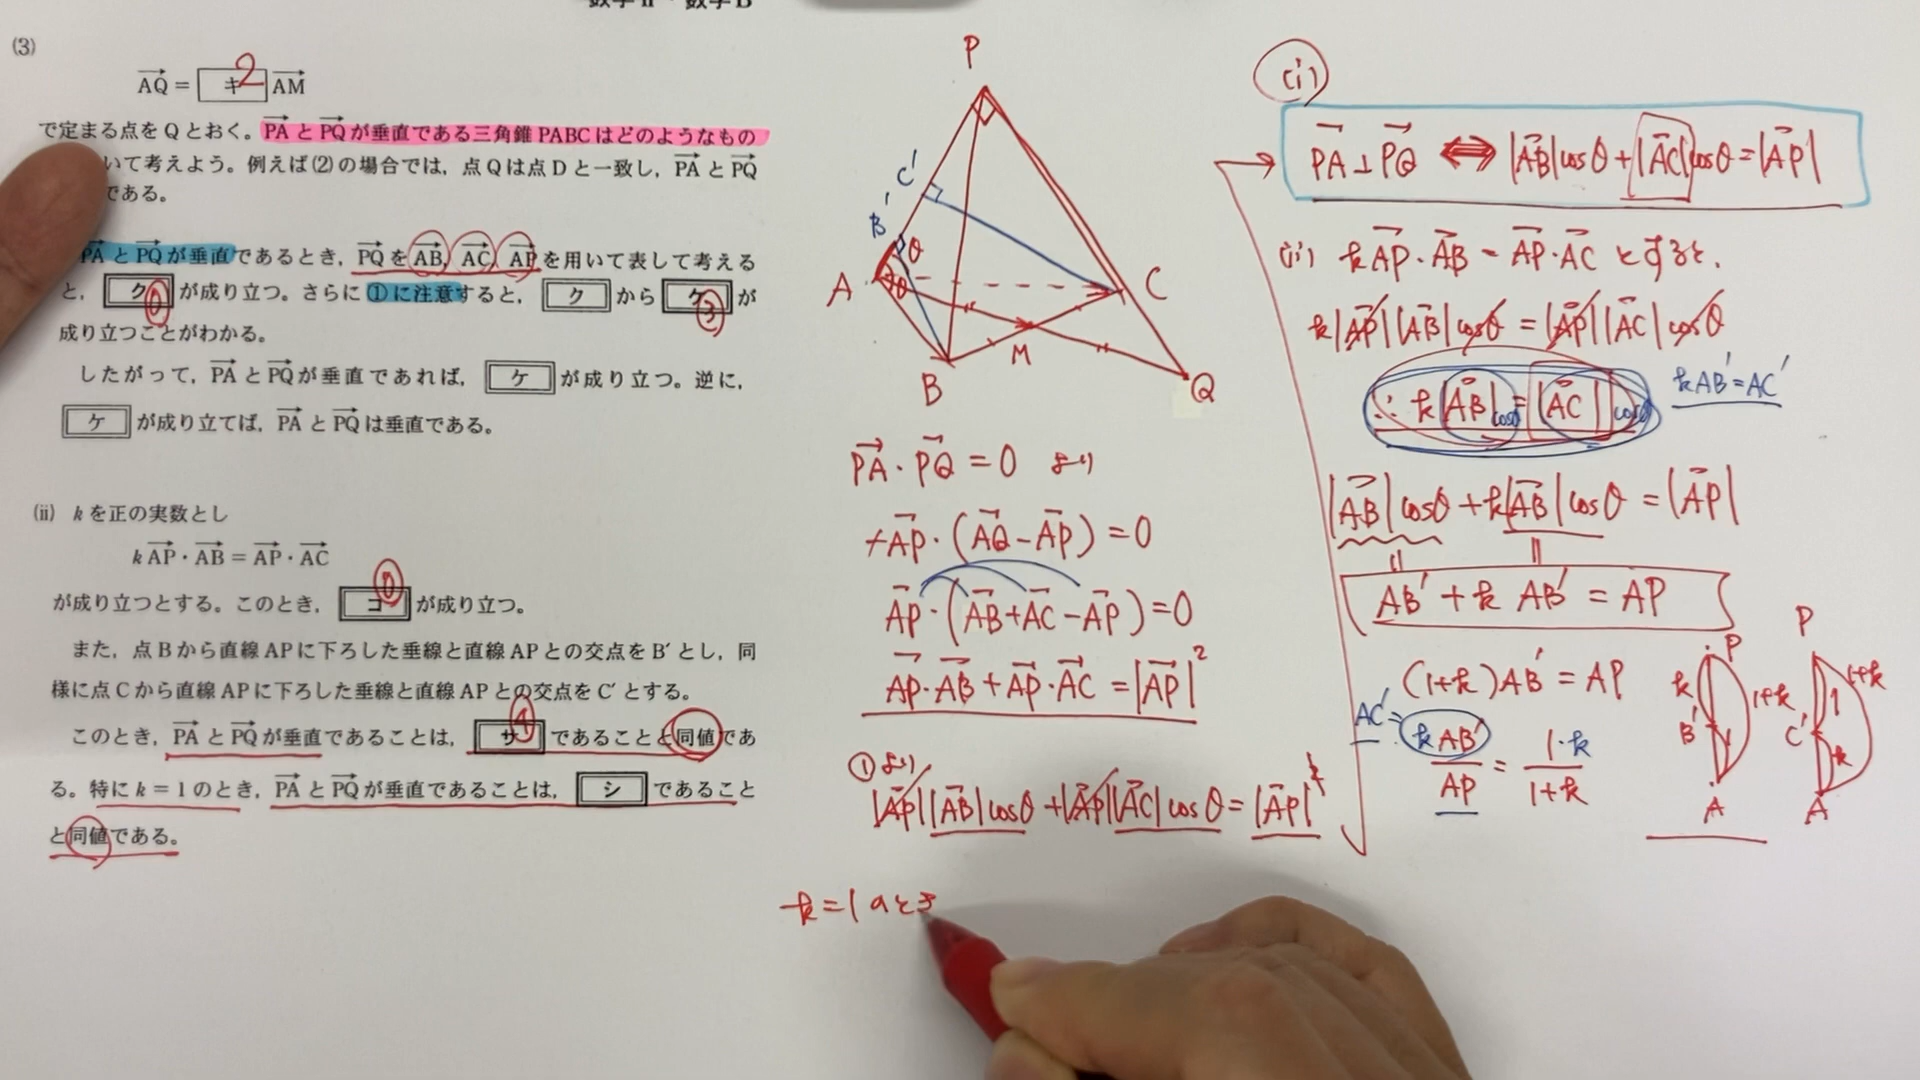 数学Ⅱ・数学B
(3)
AQ = キ 2 AM
で定まる点をQとおく。PAとPQが垂直である三角錐PABCはどのようなもの
いて考えよう。例えば(2)の場合では,点Qは点Dと一致し,PAとPQ
である。
PAとPQが垂直であるとき,PQをAB, AC, APを用いて表して考える
と, ク 0 が成り立つ。さらに①に注意すると, ク から ケ 3 が
成り立つことがわかる。
したがって,PAとPQが垂直であれば, ケ が成り立つ。逆に,
ケ が成り立てば,PAとPQは垂直である。
(ii) kを正の実数とし
kAP・AB = AP・AC
が成り立つとする。このとき, コ 0 が成り立つ。
また,点Bから直線APに下ろした垂線と直線APとの交点をB′とし,同
様に点Cから直線APに下ろした垂線と直線APとの交点をC′とする。
このとき,PAとPQが垂直であることは, サ 4 であることと同値であ
る。特にk = 1のとき,PAとPQが垂直であることは, シ であること
と同値である。
P
C′
B′
θ
A
θ
C
M
B
Q
PA・PQ = 0 より
AP・(AQ − AP) = 0
AP・(AB + AC − AP) = 0
AP・AB + AP・AC = |AP|²
①より
|AP||AB|cosθ + |AP||AC|cosθ = |AP|
k=1のとき
(i)
PA⊥PQ ⇔ |AB|cosθ + |AC|cosθ = |AP|
(ii) kAP・AB = AP・AC とすると,
k|AP||AB|cosθ = |AP||AC|cosθ
∴ k|AB|cosθ = |AC|cosθ
kAB′ = AC′
|AB|cosθ + k|AB|cosθ = |AP|
AB′ + k AB′ = AP
(1+k)AB′ = AP
AC′ =
kAB′/AP = 1・k/1+k
P
k
B′
1
1+k
A
P
1
C′
k
1+k
A